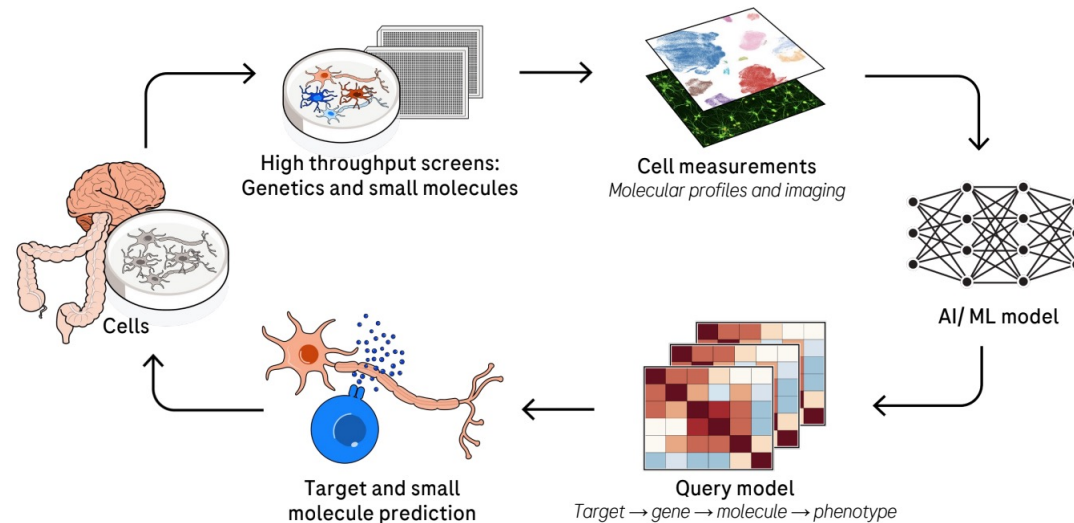 High throughput screens:
Genetics and small molecules
Cell measurements
Molecular profiles and imaging
AI/ ML model
Query model
Target → gene → molecule → phenotype
Target and small
molecule prediction
Cells